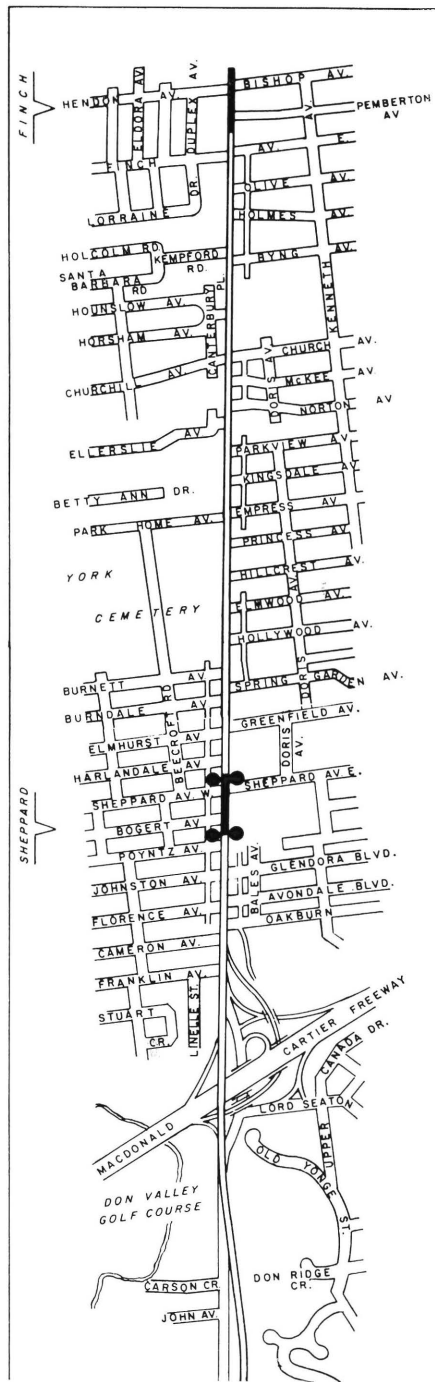 FINCH
BISHOP AV.
HENDON AV
ELDORA AV
DUPLEX AV.
PEMBERTON
AV
FINCH AV. E.
LORRAINE DR.
OLIVE AV.
HOLMES AV.
HOLCOLM RD.
KEMPFORD
RD.
BYNG AV.
SANTA
BARBARA
RD
HOUNSLOW AV.
HORSHAM AV.
CANTERBURY PL.
KENNETH AV.
CHURCH AV.
CHURCHILL AV.
DORIS AV.
MCKEE AV.
NORTON AV
ELLERSLIE AV
PARKVIEW AV.
KINGSDALE AV.
BETTY ANN DR.
EMPRESS AV.
PARK HOME AV.
PRINCESS AV.
YORK
CEMETERY
HILLCREST AV.
ELMWOOD AV.
HOLLYWOOD AV.
DORIS AV.
BURNETT AV
SPRING GARDEN AV.
BURNDALE AV
BEECROFT RD
GREENFIELD AV.
ELMHURST AV.
DORIS
AV.
HARLANDALE AV
SHEPPARD AV. W.
SHEPPARD AV. E.
SHEPPARD
BOGERT AV
POYNTZ AV.
GLENDORA BLVD.
JOHNSTON AV.
BALES AV
AVONDALE BLVD.
FLORENCE AV.
OAKBURN
CAMERON AV.
FRANKLIN AV.
LINELLE ST.
STUART
CR.
MACDONALD CARTIER FREEWAY
UPPER CANADA DR.
LORD SEATON
OLD YONGE ST.
DON VALLEY
GOLF COURSE
DON RIDGE
CR.
CARSON CR.
JOHN AV.